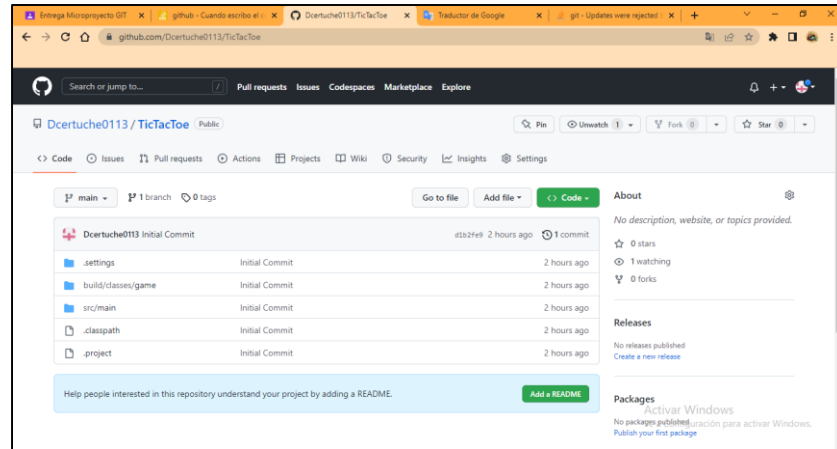 Entrega Microproyecto GIT
github - Cuando escribo el c
Dcertuche0113/TicTacToe
Traductor de Google
git - Updates were rejected
github.com/Dcertuche0113/TicTacToe
Search or jump to...
/
Pull requests Issues Codespaces Marketplace Explore
Dcertuche0113 / TicTacToe Public
Pin
Unwatch 1
Fork 0
Star 0
Code Issues Pull requests Actions Projects Wiki Security Insights Settings
main 1 branch 0 tags
Go to file Add file Code
Dcertuche0113 Initial Commit d1b2fe9 2 hours ago 1 commit
.settings Initial Commit 2 hours ago
build/classes/game Initial Commit 2 hours ago
src/main Initial Commit 2 hours ago
.classpath Initial Commit 2 hours ago
.project Initial Commit 2 hours ago
Help people interested in this repository understand your project by adding a README. Add a README
About
No description, website, or topics provided.
0 stars
1 watching
0 forks
Releases
No releases published
Create a new release
Packages
No packages published
Publish your first package
Activar Windows
configuración para activar Windows.